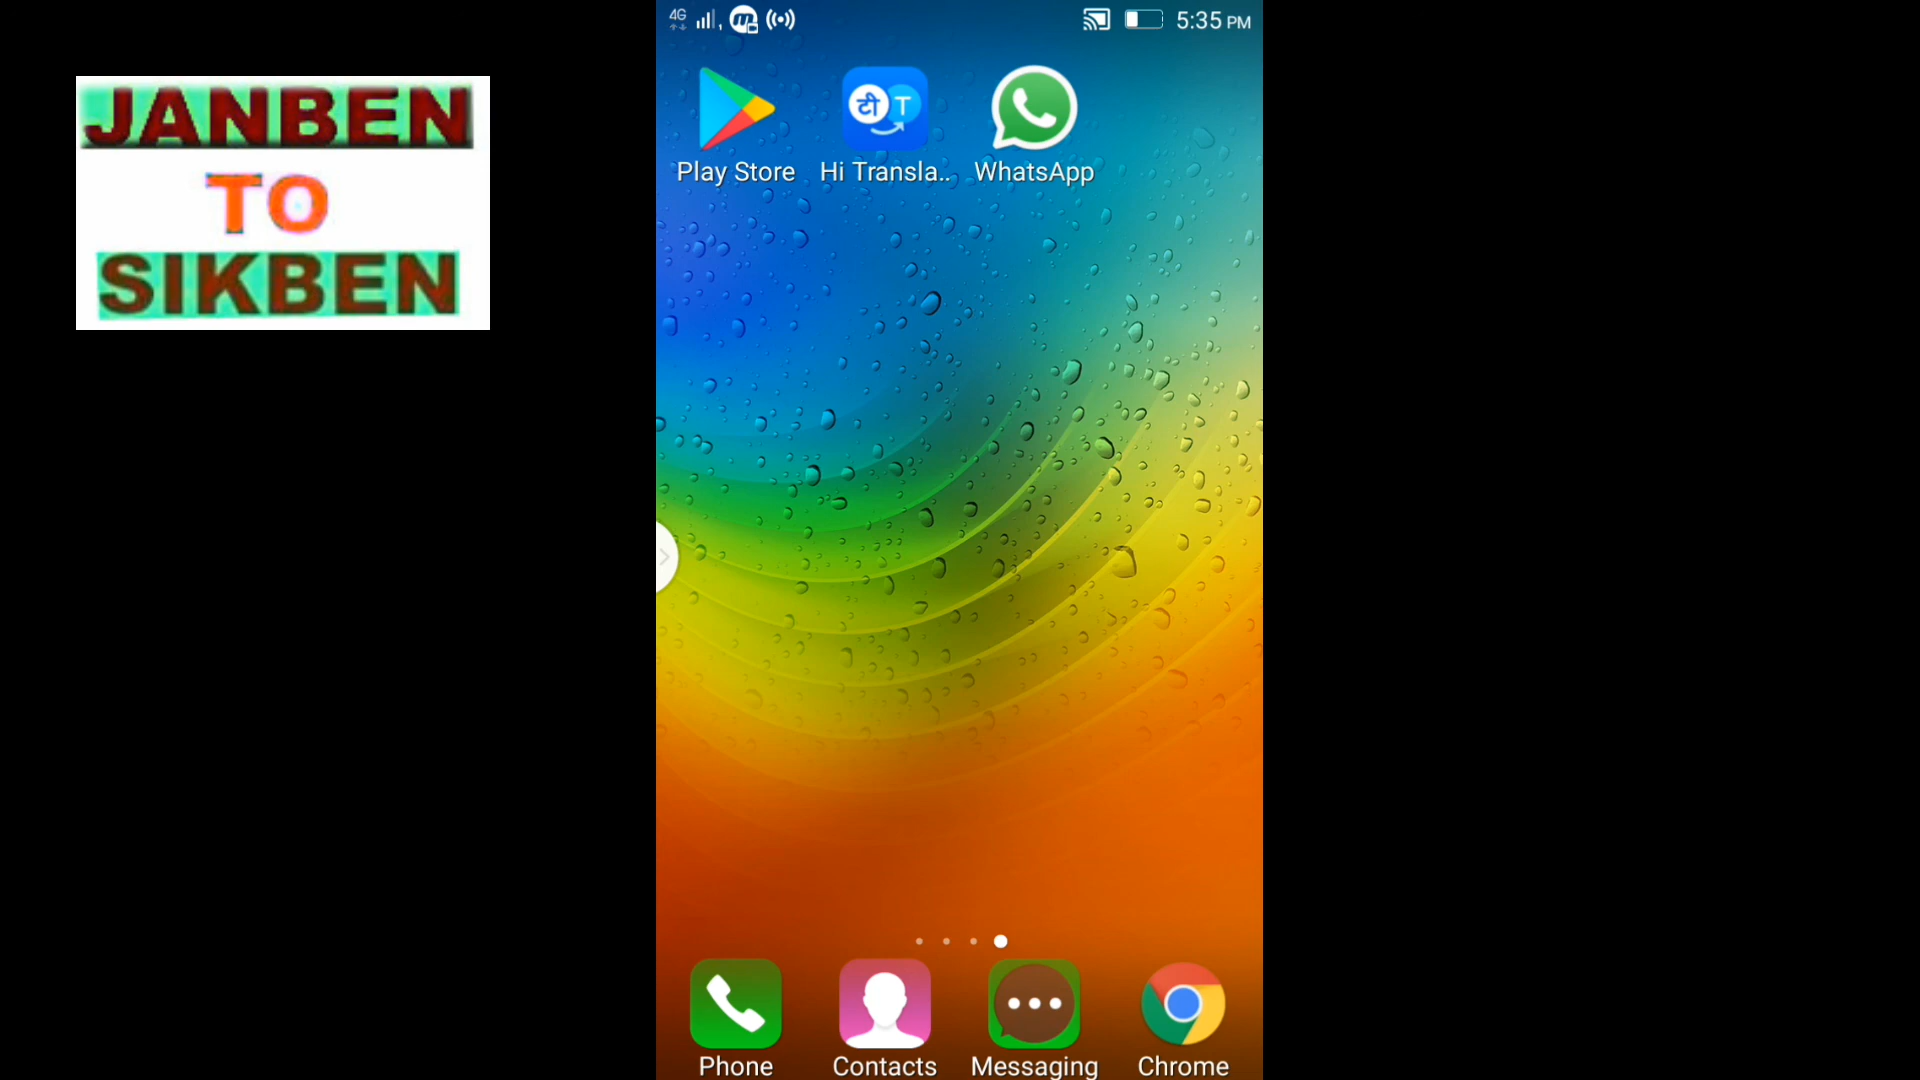 JANBEN
TO
SIKBEN
4G
5:35 PM
टी T
Play Store
Hi Transla..
WhatsApp
Phone
Contacts
Messaging
Chrome